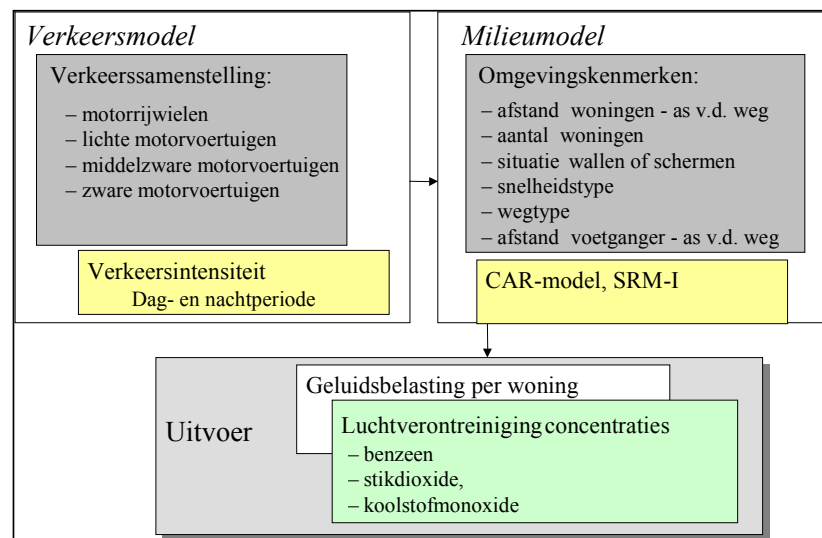 Verkeersmodel
Verkeerssamenstelling:
– motorrijwielen
– lichte motorvoertuigen
– middelzware motorvoertuigen
– zware motorvoertuigen
Verkeersintensiteit
Dag- en nachtperiode
Milieumodel
Omgevingskenmerken:
– afstand woningen - as v.d. weg
– aantal woningen
– situatie wallen of schermen
– snelheidstype
– wegtype
– afstand voetganger - as v.d. weg
CAR-model, SRM-I
Uitvoer
Geluidsbelasting per woning
Luchtverontreiniging concentraties
– benzeen
– stikdioxide,
– koolstofmonoxide